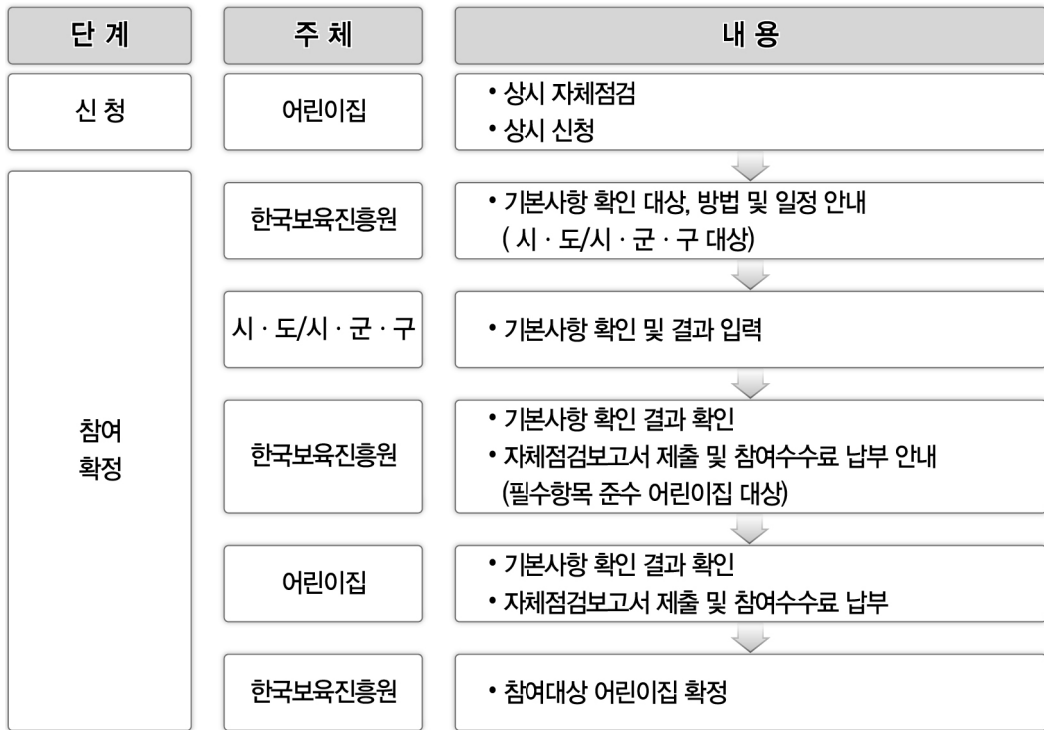 단 계
주 체
내 용
신 청
어린이집
• 상시 자체점검
• 상시 신청
참여
확정
한국보육진흥원
• 기본사항 확인 대상, 방법 및 일정 안내
( 시 · 도/시 · 군 · 구 대상)
시 · 도/시 · 군 · 구
• 기본사항 확인 및 결과 입력
한국보육진흥원
• 기본사항 확인 결과 확인
• 자체점검보고서 제출 및 참여수수료 납부 안내
(필수항목 준수 어린이집 대상)
어린이집
• 기본사항 확인 결과 확인
• 자체점검보고서 제출 및 참여수수료 납부
한국보육진흥원
• 참여대상 어린이집 확정